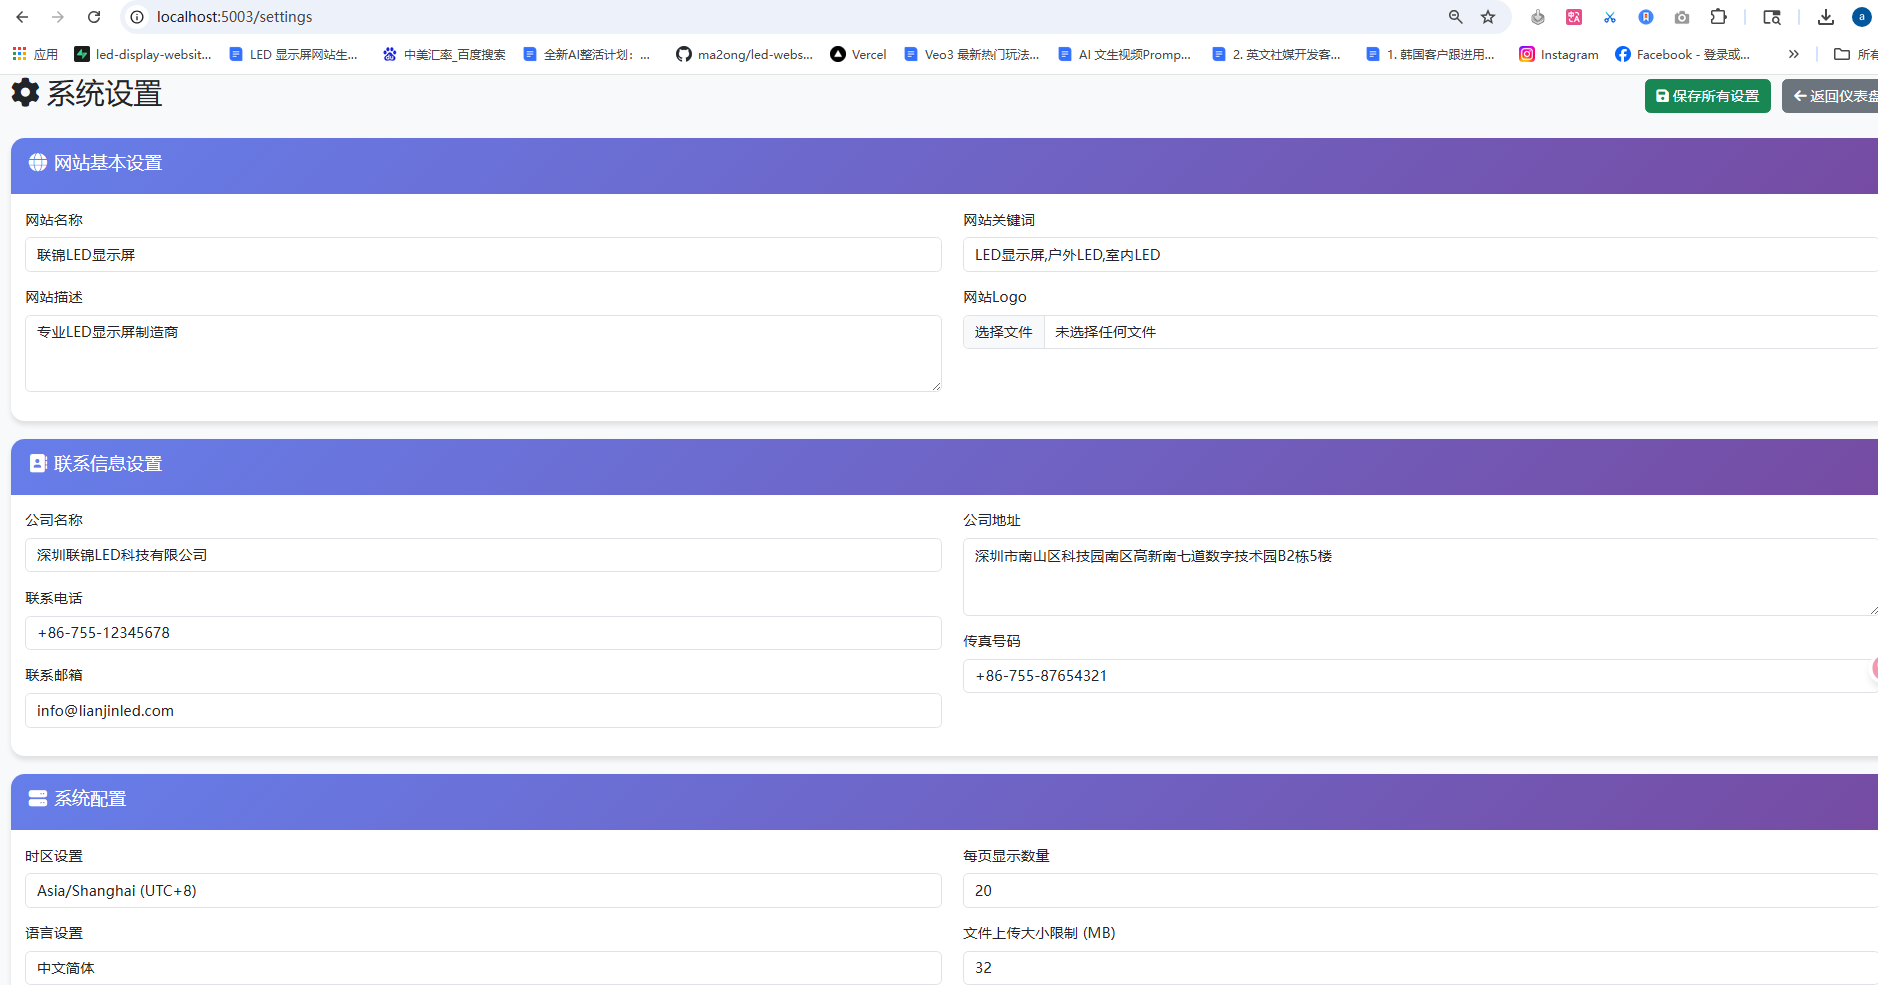 localhost:5003/settings
a
应用
led-display-websit...
LED 显示屏网站生...
中美汇率_百度搜索
全新AI整活计划：...
ma2ong/led-webs...
Vercel
Veo3 最新热门玩法...
AI 文生视频Promp...
2. 英文社媒开发客...
1. 韩国客户跟进用...
Instagram
Facebook - 登录或...
»
所有
系统设置
保存所有设置
返回仪表盘
网站基本设置
网站名称
联锦LED显示屏
网站关键词
LED显示屏,户外LED,室内LED
网站描述
专业LED显示屏制造商
网站Logo
选择文件
未选择任何文件
联系信息设置
公司名称
深圳联锦LED科技有限公司
公司地址
深圳市南山区科技园南区高新南七道数字技术园B2栋5楼
联系电话
+86-755-12345678
传真号码
+86-755-87654321
联系邮箱
info@lianjinled.com
系统配置
时区设置
Asia/Shanghai (UTC+8)
每页显示数量
20
语言设置
中文简体
文件上传大小限制 (MB)
32